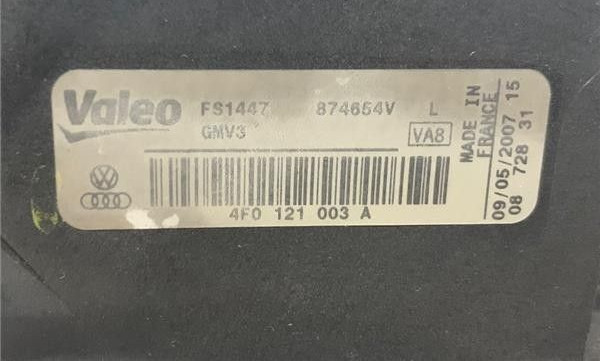 Valeo FS1447 874654V L
GMV3 VA8
4F0 121 003 A
MADE IN
FRANCE
09/05/2007 15
08 728 31